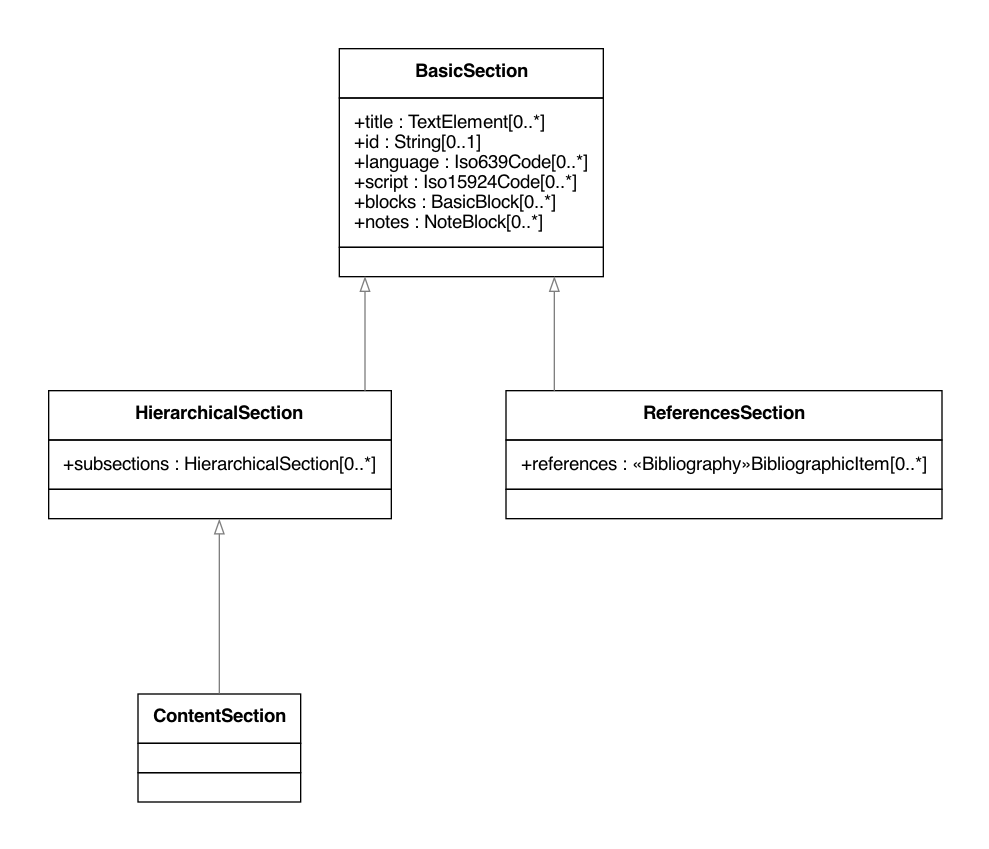 BasicSection
+title : TextElement[0..*]
+id : String[0..1]
+language : Iso639Code[0..*]
+script : Iso15924Code[0..*]
+blocks : BasicBlock[0..*]
+notes : NoteBlock[0..*]
HierarchicalSection
+subsections : HierarchicalSection[0..*]
ReferencesSection
+references : «Bibliography»BibliographicItem[0..*]
ContentSection